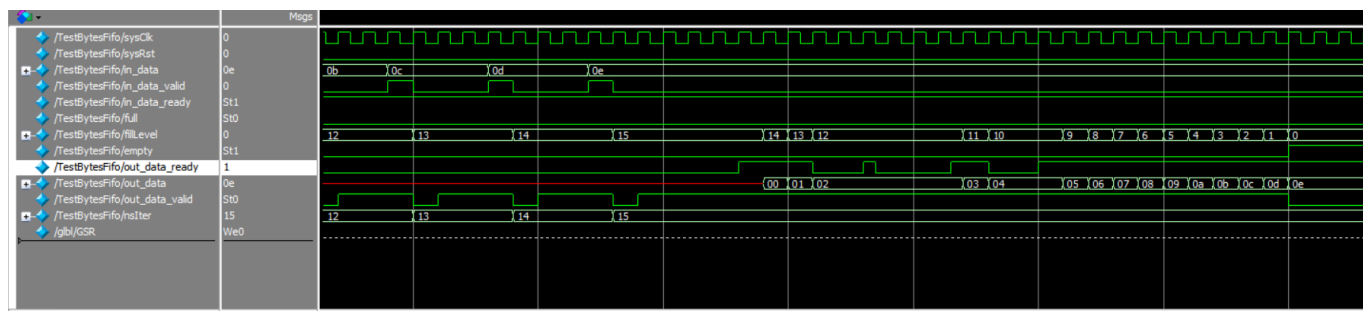 Msgs
/TestBytesFifo/sysClk 0
/TestBytesFifo/sysRst 0
/TestBytesFifo/in_data 0e 0b 0c 0d 0e
/TestBytesFifo/in_data_valid 0
/TestBytesFifo/in_data_ready St1
/TestBytesFifo/full St0
/TestBytesFifo/fillLevel 0 12 13 14 15 14 13 12 11 10 9 8 7 6 5 4 3 2 1 0
/TestBytesFifo/empty St1
/TestBytesFifo/out_data_ready 1
/TestBytesFifo/out_data 0e 00 01 02 03 04 05 06 07 08 09 0a 0b 0c 0d 0e
/TestBytesFifo/out_data_valid St0
/TestBytesFifo/nsIter 15 12 13 14 15
/glbl/GSR We0